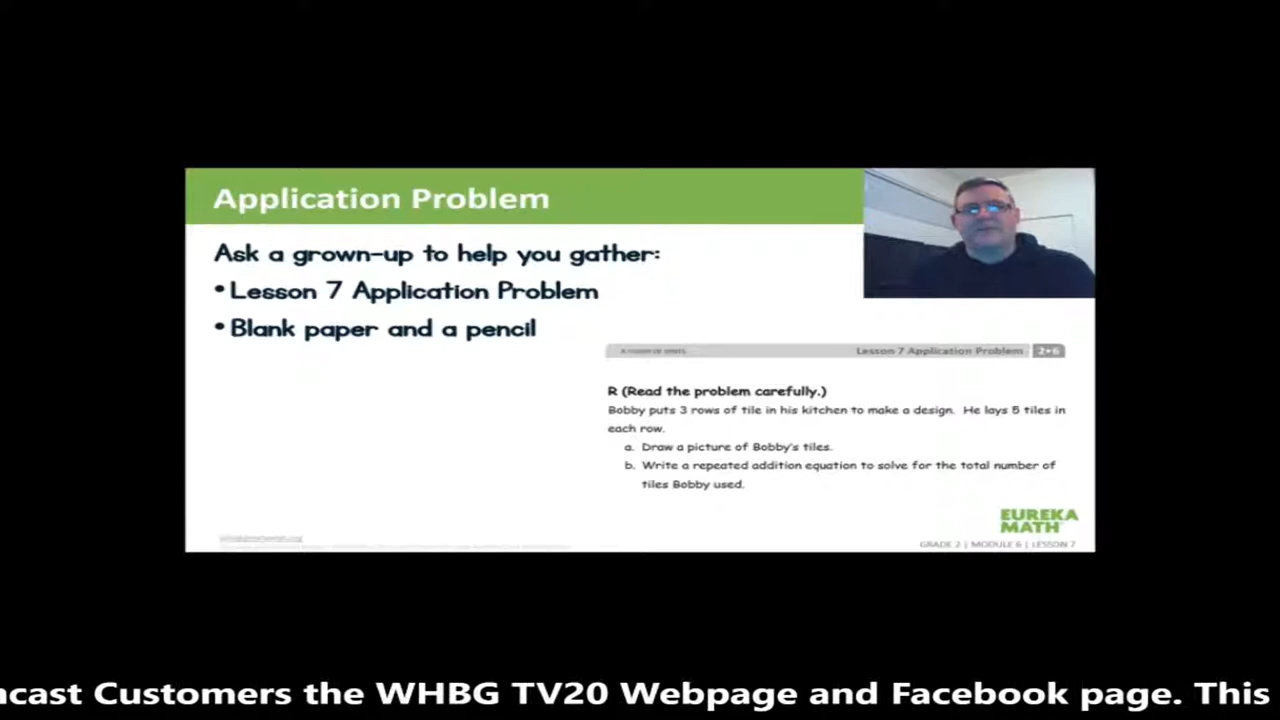 Application Problem
Ask a grown-up to help you gather:
•Lesson 7 Application Problem
•Blank paper and a pencil
Lesson 7 Application Problem 2•6
R (Read the problem carefully.)
Bobby puts 3 rows of tile in his kitchen to make a design. He lays 5 tiles in
each row.
a. Draw a picture of Bobby's tiles.
b. Write a repeated addition equation to solve for the total number of
tiles Bobby used.
EUREKA
MATH
GRADE 2 | MODULE 6 | LESSON 7
Customers the WHBG TV20 Webpage and Facebook page. This